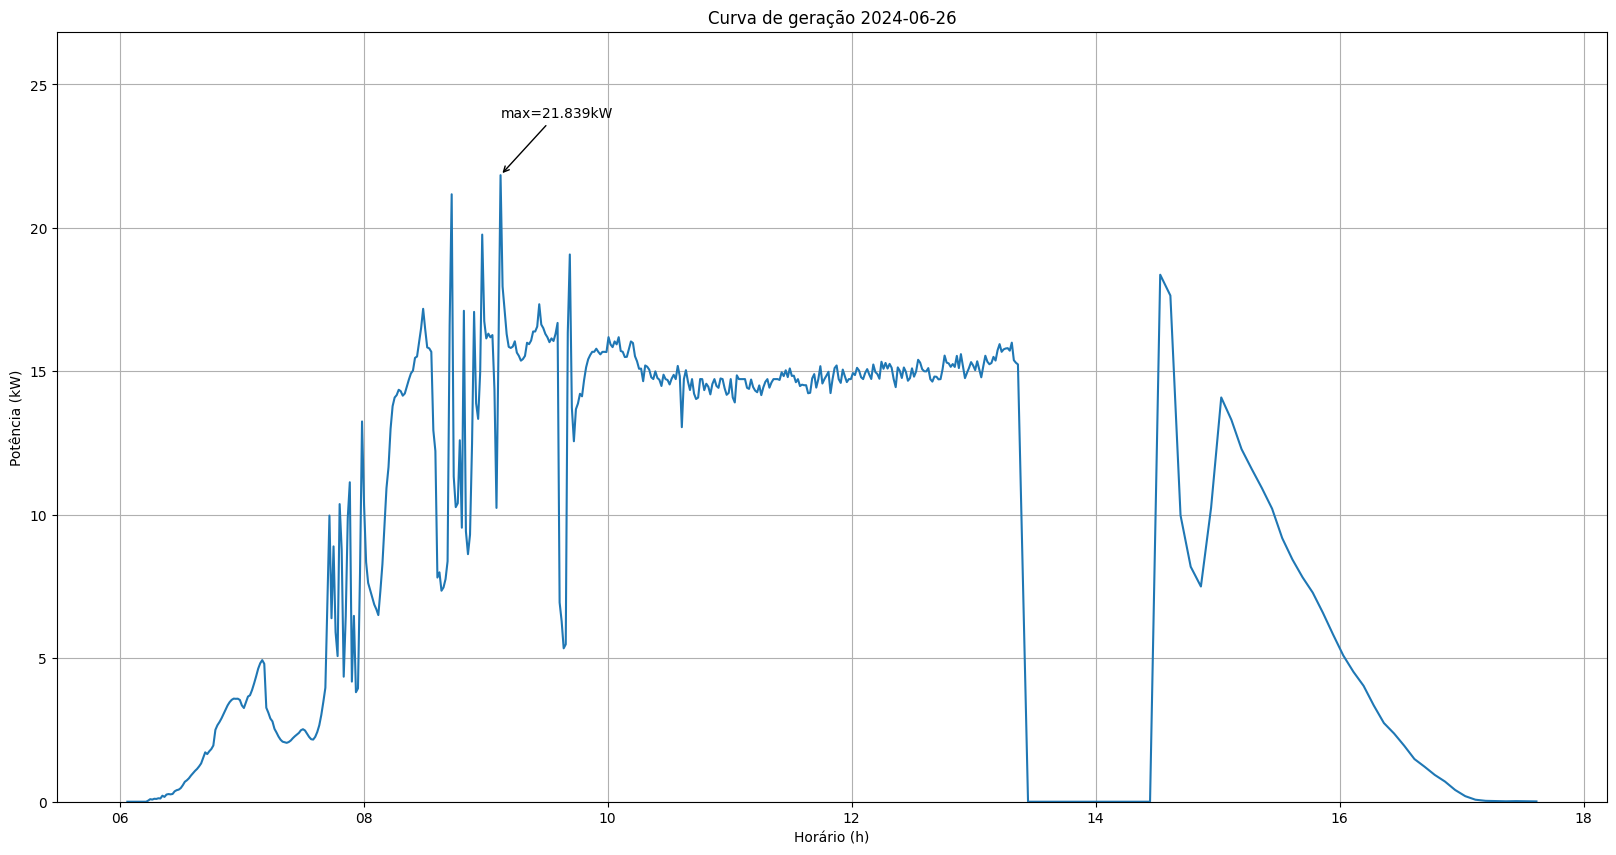 Curva de geração 2024-06-26
25
max=21.839kW
20
15
Potência (kW)
10
5
0
06 08 10 12 14 16 18
Horário (h)